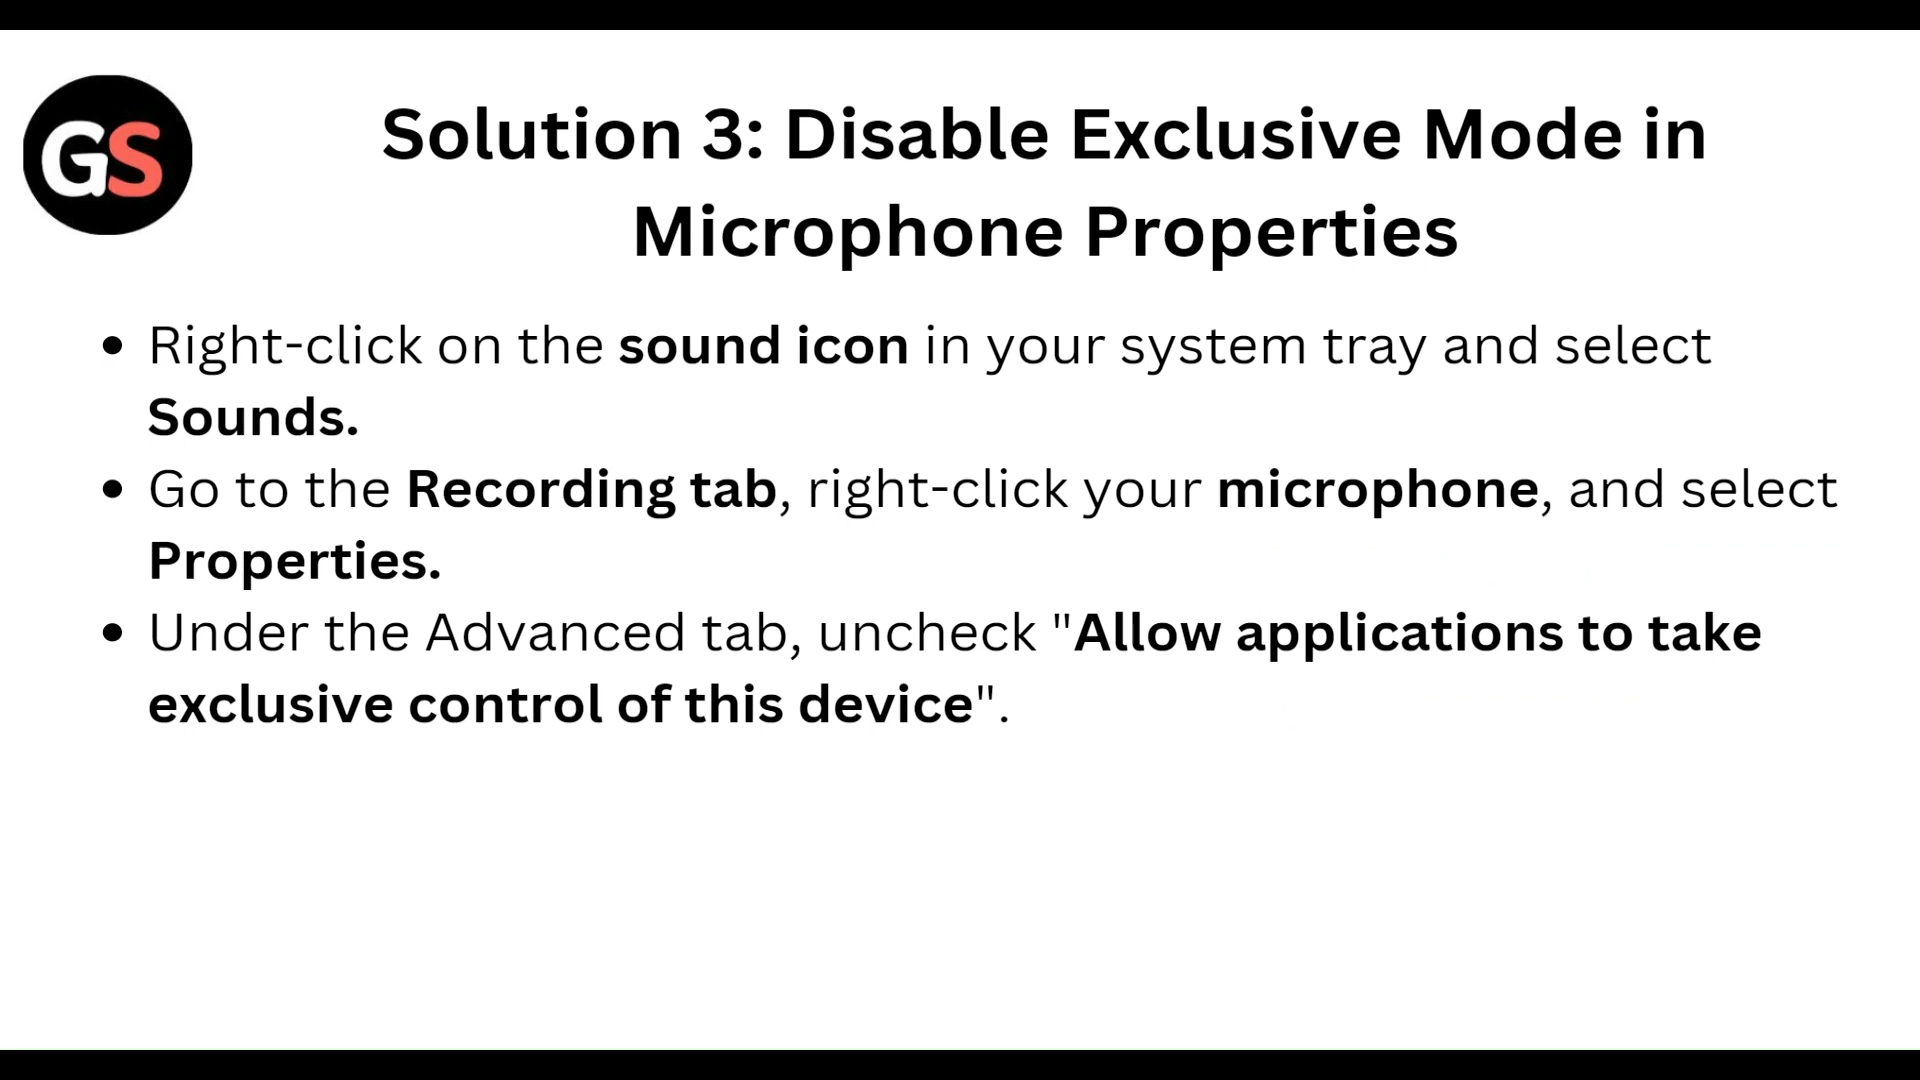 GS
Solution 3: Disable Exclusive Mode in
Microphone Properties
• Right-click on the sound icon in your system tray and select
Sounds.
• Go to the Recording tab, right-click your microphone, and select
Properties.
• Under the Advanced tab, uncheck "Allow applications to take
exclusive control of this device".